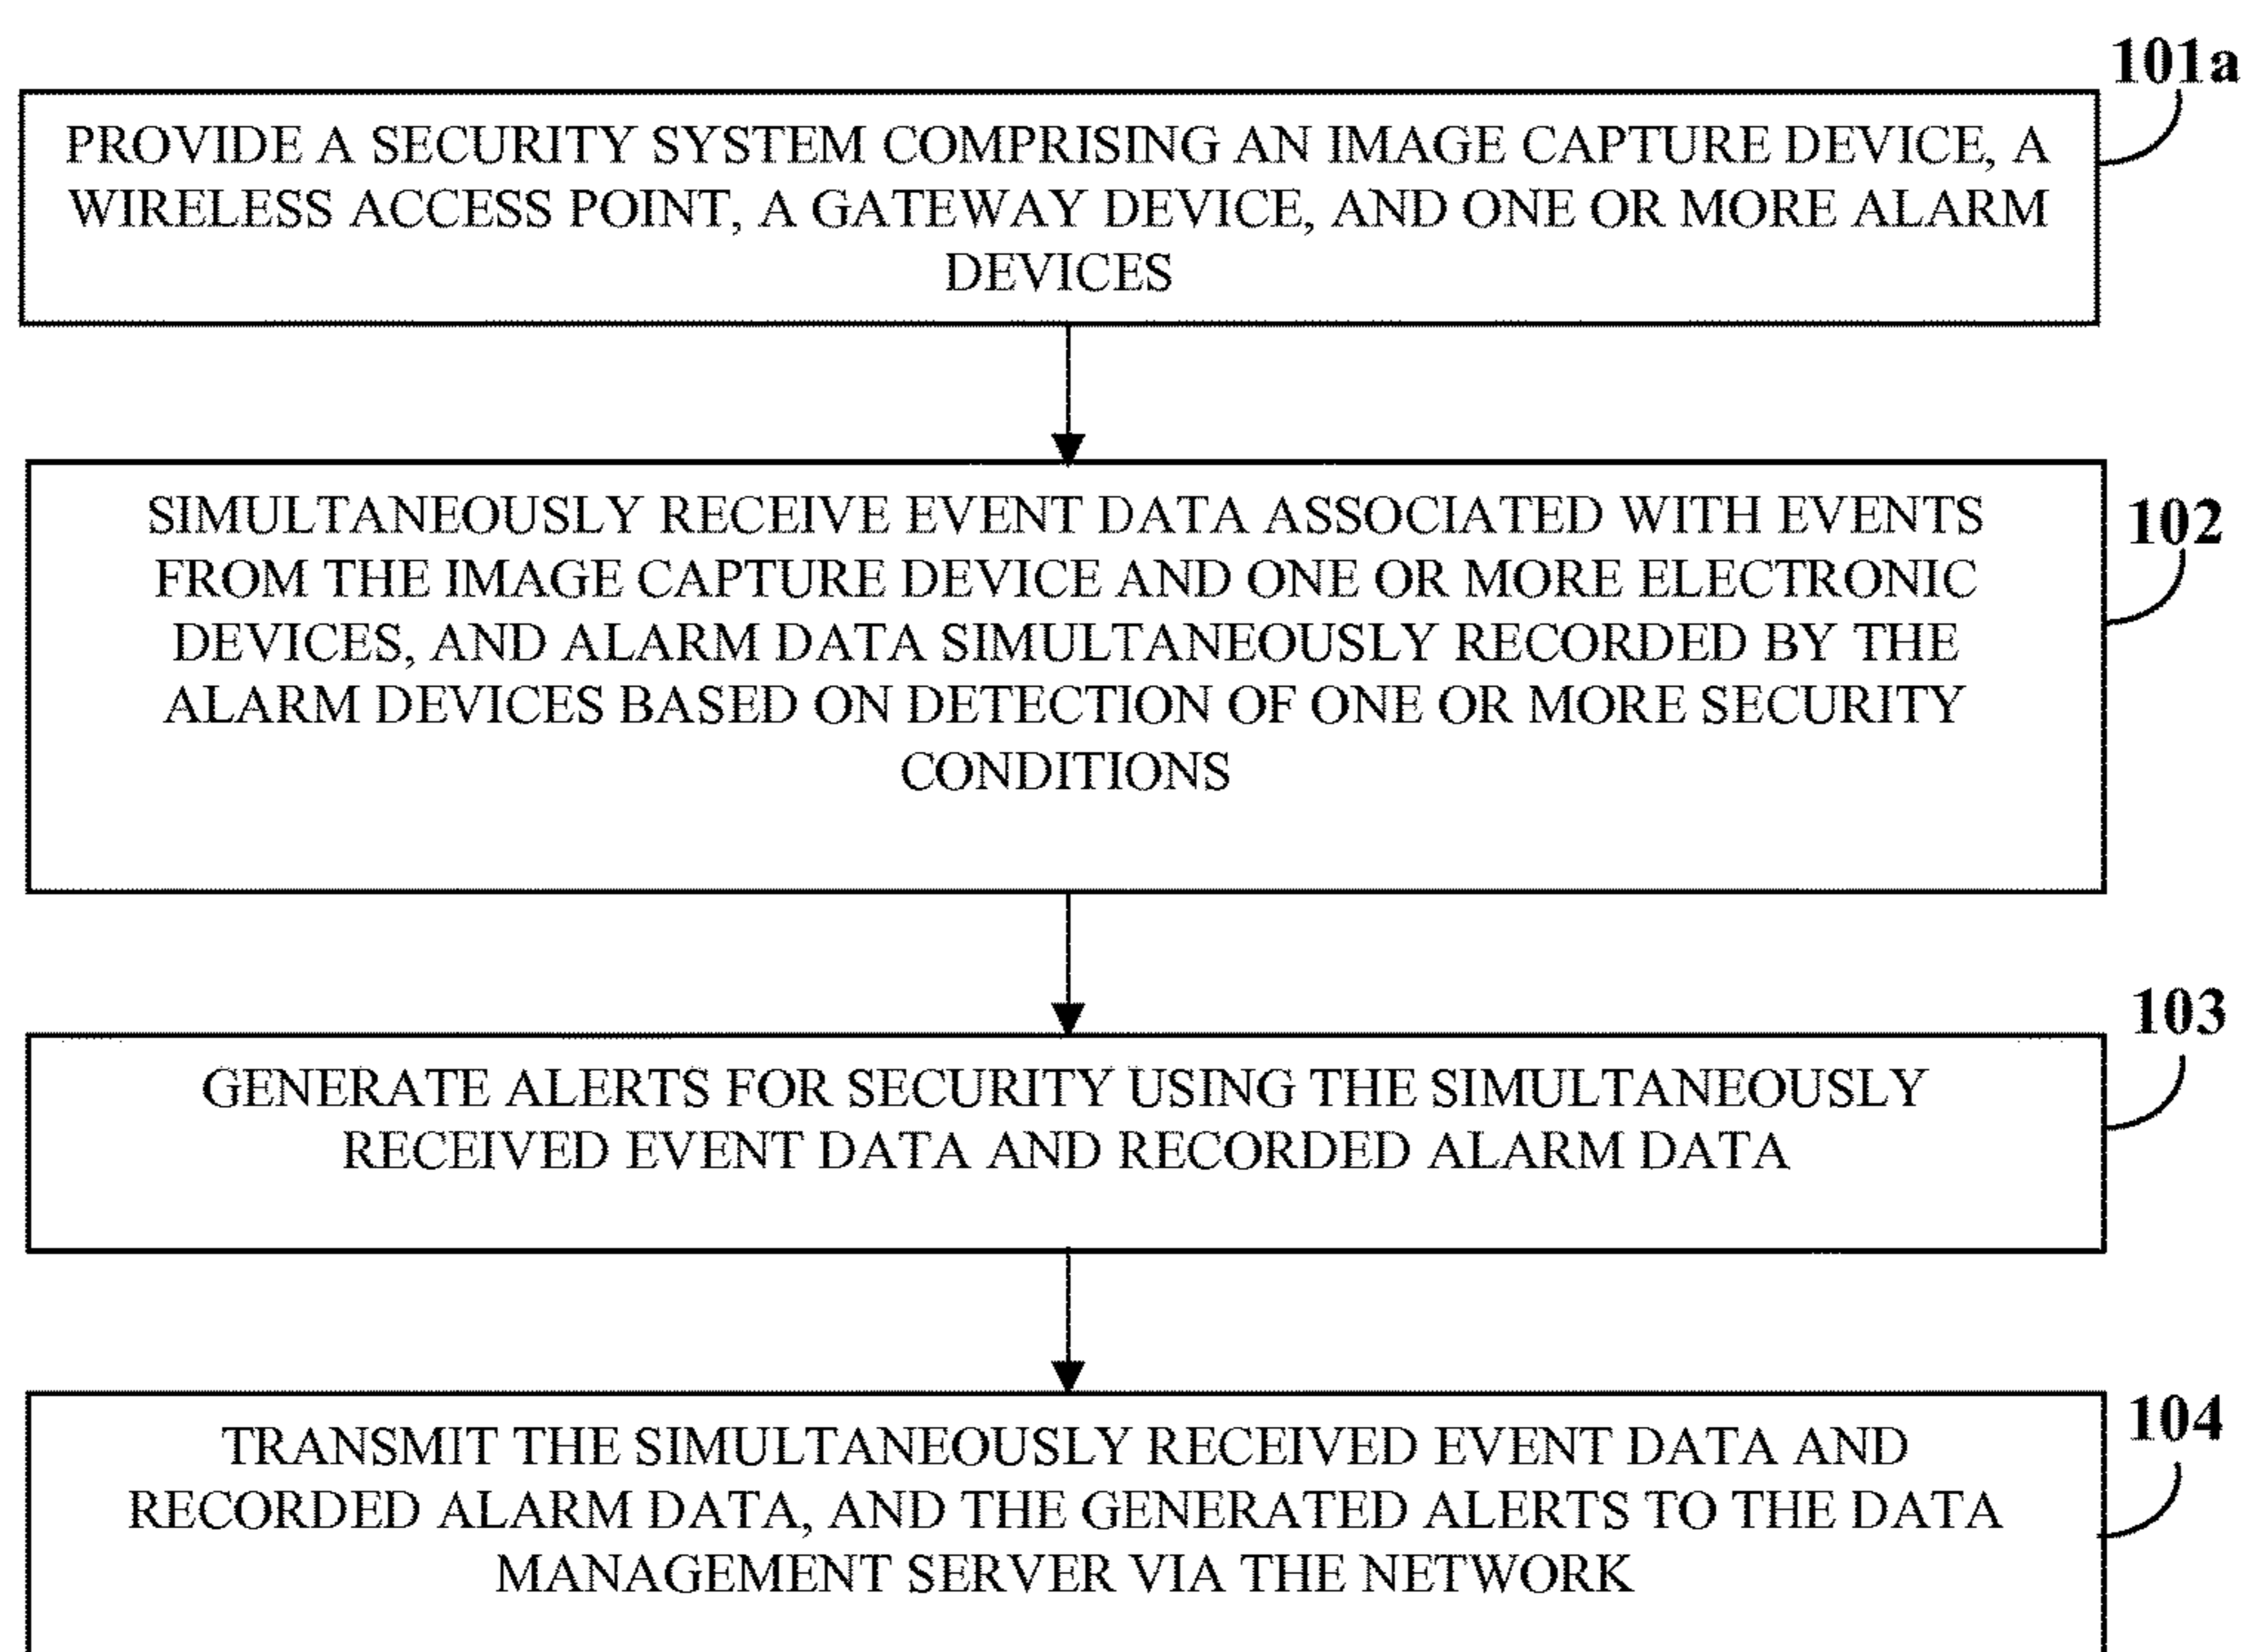 101a
PROVIDE A SECURITY SYSTEM COMPRISING AN IMAGE CAPTURE DEVICE, A
WIRELESS ACCESS POINT, A GATEWAY DEVICE, AND ONE OR MORE ALARM
DEVICES
102
SIMULTANEOUSLY RECEIVE EVENT DATA ASSOCIATED WITH EVENTS
FROM THE IMAGE CAPTURE DEVICE AND ONE OR MORE ELECTRONIC
DEVICES, AND ALARM DATA SIMULTANEOUSLY RECORDED BY THE
ALARM DEVICES BASED ON DETECTION OF ONE OR MORE SECURITY
CONDITIONS
103
GENERATE ALERTS FOR SECURITY USING THE SIMULTANEOUSLY
RECEIVED EVENT DATA AND RECORDED ALARM DATA
104
TRANSMIT THE SIMULTANEOUSLY RECEIVED EVENT DATA AND
RECORDED ALARM DATA, AND THE GENERATED ALERTS TO THE DATA
MANAGEMENT SERVER VIA THE NETWORK